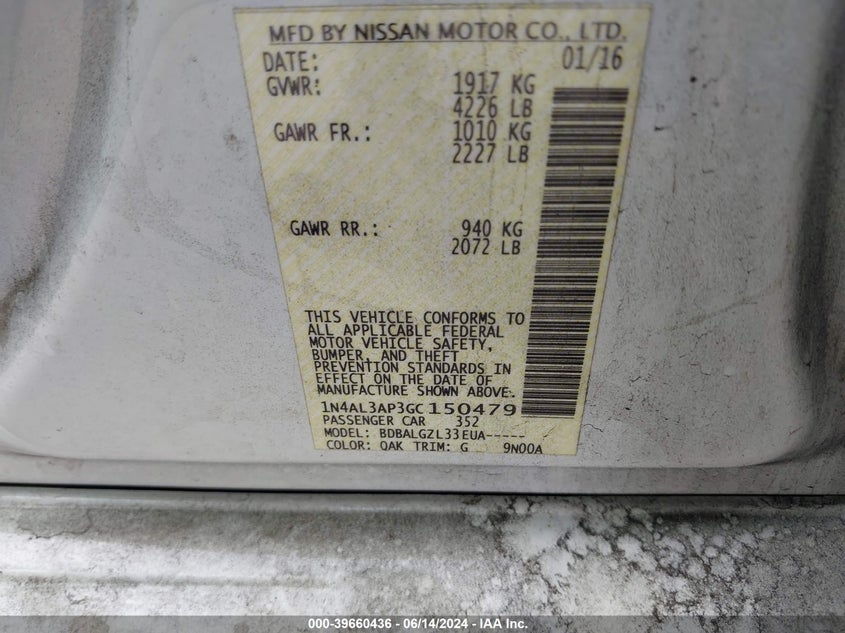 MFD BY NISSAN MOTOR CO., LTD.
DATE: 01/16
GVWR: 1917 KG
4226 LB
GAWR FR.: 1010 KG
2227 LB
GAWR RR.: 940 KG
2072 LB
THIS VEHICLE CONFORMS TO
ALL APPLICABLE FEDERAL
MOTOR VEHICLE SAFETY,
BUMPER, AND THEFT
PREVENTION STANDARDS IN
EFFECT ON THE DATE OF
MANUFACTURE SHOWN ABOVE.
1N4AL3AP3GC150479
PASSENGER CAR 352
MODEL: BDBALGZL33EUA-----
COLOR: QAK TRIM: G 9N00A
000-39660436 - 06/14/2024 - IAA Inc.